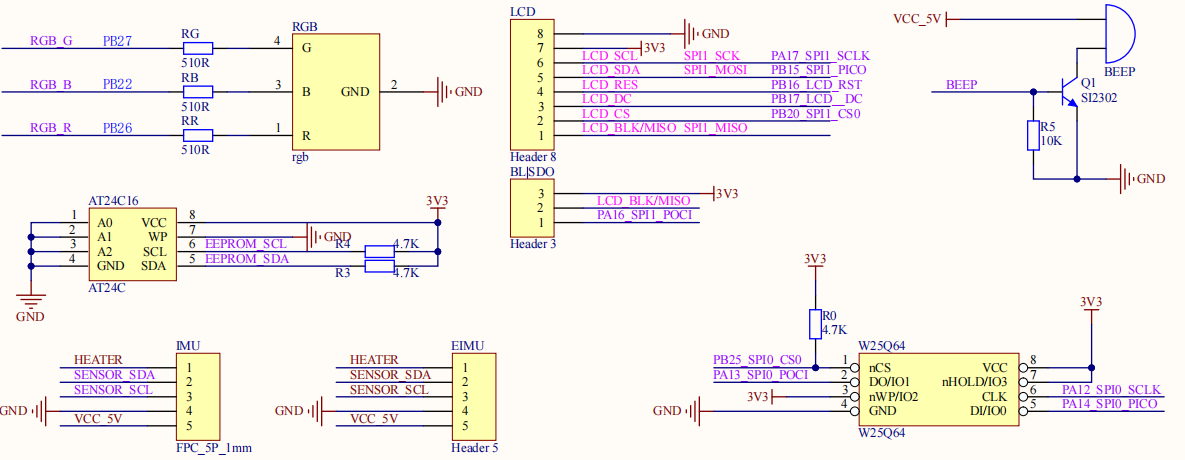 RGB_G PB27 RG 510R
RGB_B PB22 RB 510R
RGB_R PB26 RR 510R
RGB
4 G
3 B GND 2 GND
1 R
rgb
LCD
8 GND
7 3V3
6 LCD_SCL SPI1_SCK PA17_SPI1_SCLK
5 LCD_SDA SPI1_MOSI PB15_SPI1_PICO
4 LCD_RES PB16_LCD_RST
3 LCD_DC PB17_LCD__DC
2 LCD_CS PB20_SPI1_CS0
1 LCD_BLK/MISO SPI1_MISO
Header 8
BL|SDO
3 3V3
2 LCD_BLK/MISO
1 PA16_SPI1_POCI
Header 3
VCC_5V
BEEP
BEEP
Q1
SI2302
R5
10K
GND
AT24C16
3V3
1 A0 VCC 8
2 A1 WP 7 GND
3 A2 SCL 6 EEPROM_SCL R4 4.7K
4 GND SDA 5 EEPROM_SDA R3 4.7K
AT24C
GND
IMU
HEATER 1
SENSOR_SDA 2
SENSOR_SCL 3
GND 4
VCC_5V 5
FPC_5P_1mm
EIMU
HEATER 1
SENSOR_SDA 2
SENSOR_SCL 3
GND 4
VCC_5V 5
Header 5
3V3
R0
4.7K
3V3
W25Q64
PB25_SPI0_CS0 1 nCS VCC 8
PA13_SPI0_POCI 2 DO/IO1 nHOLD/IO3 7
3V3 3 nWP/IO2 CLK 6 PA12_SPI0_SCLK
GND 4 GND DI/IO0 5 PA14_SPI0_PICO
W25Q64